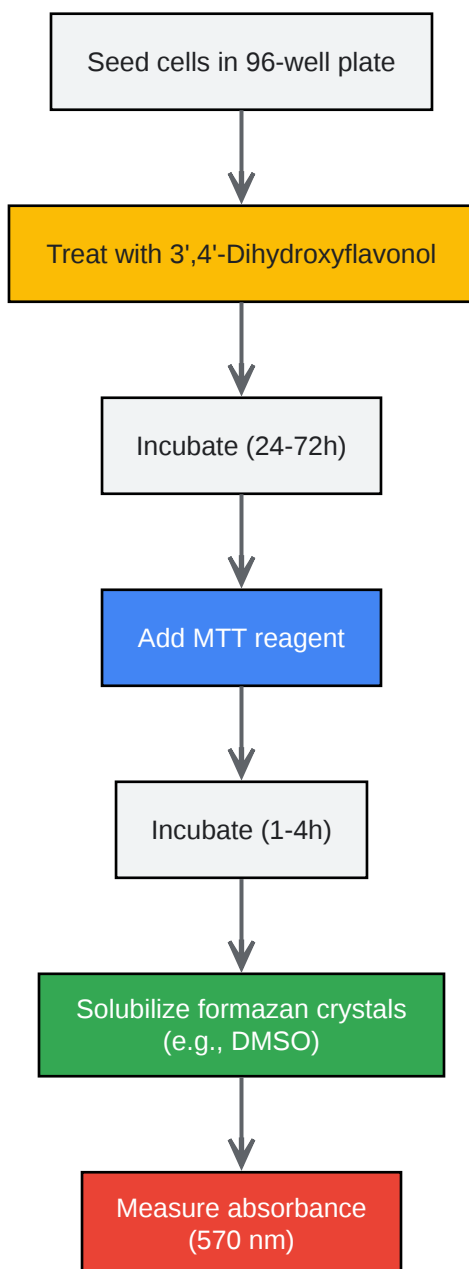 Seed cells in 96-well plate
Treat with 3',4'-Dihydroxyflavonol
Incubate (24-72h)
Add MTT reagent
Incubate (1-4h)
Solubilize formazan crystals
(e.g., DMSO)
Measure absorbance
(570 nm)